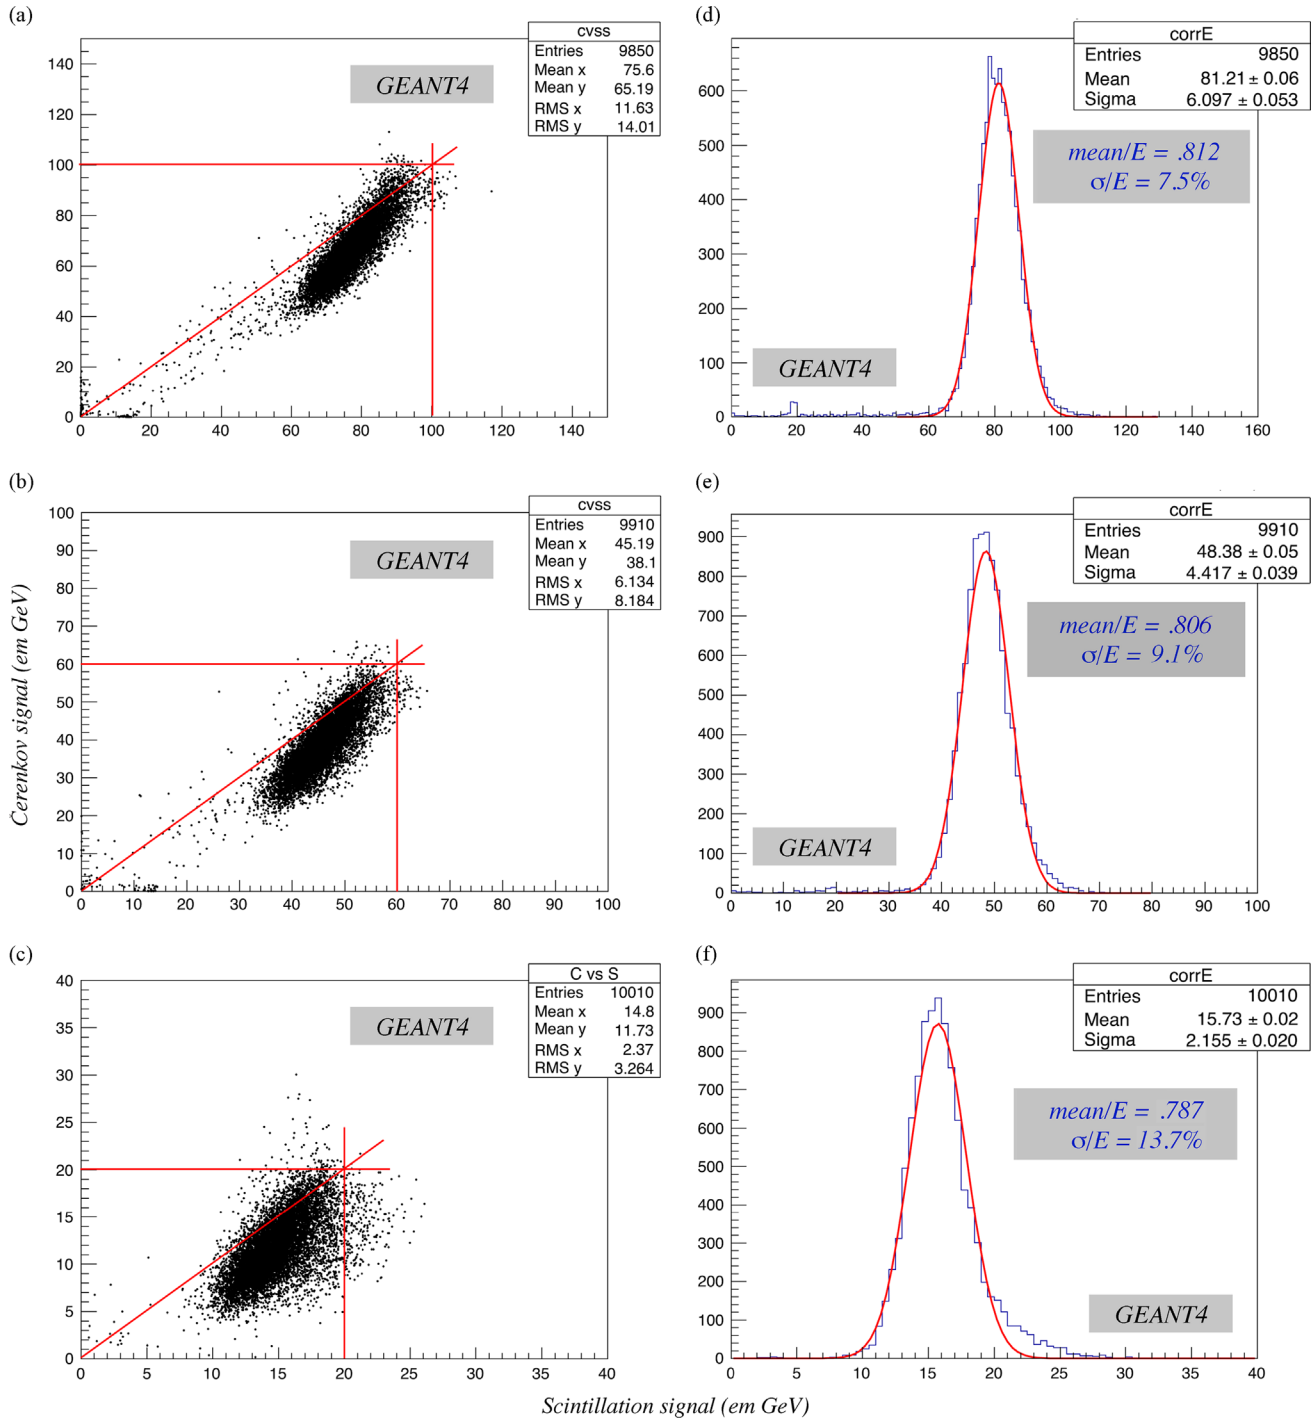 (a)
cvss
Entries 9850
Mean x 75.6
Mean y 65.19
RMS x 11.63
RMS y 14.01
GEANT4
140
120
100
80
60
40
20
0
0 20 40 60 80 100 120 140
(d)
corrE
Entries 9850
Mean 81.21 ± 0.06
Sigma 6.097 ± 0.053
mean/E = .812
σ/E = 7.5%
GEANT4
600
500
400
300
200
100
0
0 20 40 60 80 100 120 140 160
(b)
cvss
Entries 9910
Mean x 45.19
Mean y 38.1
RMS x 6.134
RMS y 8.184
GEANT4
100
90
80
70
60
50
40
30
20
10
0
0 10 20 30 40 50 60 70 80 90 100
Čerenkov signal (em GeV)
(e)
corrE
Entries 9910
Mean 48.38 ± 0.05
Sigma 4.417 ± 0.039
mean/E = .806
σ/E = 9.1%
GEANT4
900
800
700
600
500
400
300
200
100
0
0 10 20 30 40 50 60 70 80 90 100
(c)
C vs S
Entries 10010
Mean x 14.8
Mean y 11.73
RMS x 2.37
RMS y 3.264
GEANT4
40
35
30
25
20
15
10
5
0
0 5 10 15 20 25 30 35 40
(f)
corrE
Entries 10010
Mean 15.73 ± 0.02
Sigma 2.155 ± 0.020
mean/E = .787
σ/E = 13.7%
GEANT4
900
800
700
600
500
400
300
200
100
0
0 5 10 15 20 25 30 35 40
Scintillation signal (em GeV)